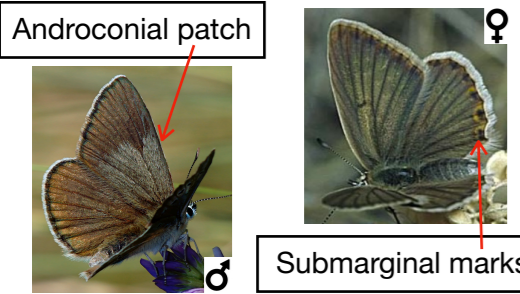 Androconial patch
♀
♂
Submarginal marks